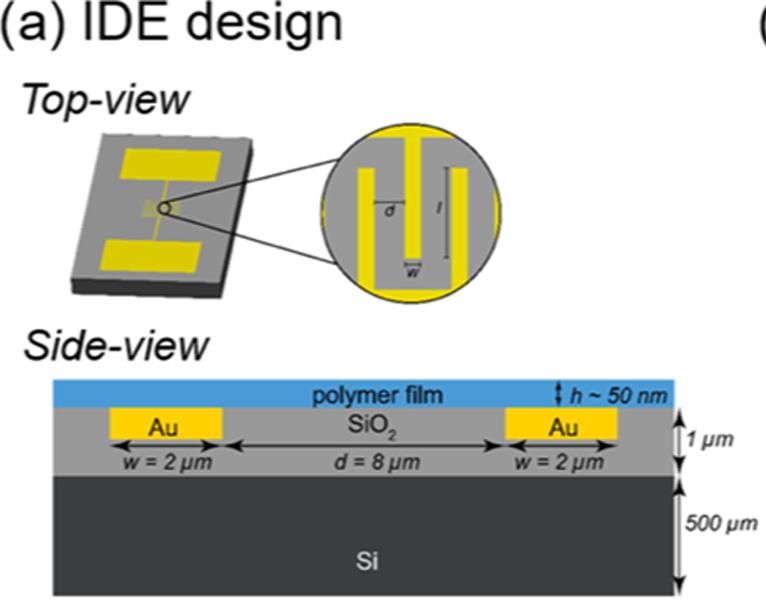 (a) IDE design
(
Top-view
d
l
w
Side-view
polymer film
h ~ 50 nm
Au
SiO₂
Au
1 μm
w = 2 μm
d = 8 μm
w = 2 μm
500 μm
Si